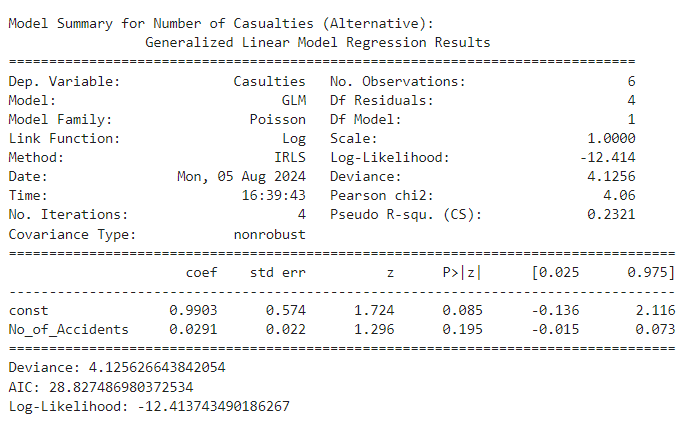 Model Summary for Number of Casualties (Alternative):
Generalized Linear Model Regression Results
==============================================================================
Dep. Variable: Casulties No. Observations: 6
Model: GLM Df Residuals: 4
Model Family: Poisson Df Model: 1
Link Function: Log Scale: 1.0000
Method: IRLS Log-Likelihood: -12.414
Date: Mon, 05 Aug 2024 Deviance: 4.1256
Time: 16:39:43 Pearson chi2: 4.06
No. Iterations: 4 Pseudo R-squ. (CS): 0.2321
Covariance Type: nonrobust
===================================================================================
coef std err z P>|z| [0.025 0.975]
-----------------------------------------------------------------------------------
const 0.9903 0.574 1.724 0.085 -0.136 2.116
No_of_Accidents 0.0291 0.022 1.296 0.195 -0.015 0.073
===================================================================================
Deviance: 4.125626643842054
AIC: 28.827486980372534
Log-Likelihood: -12.413743490186267